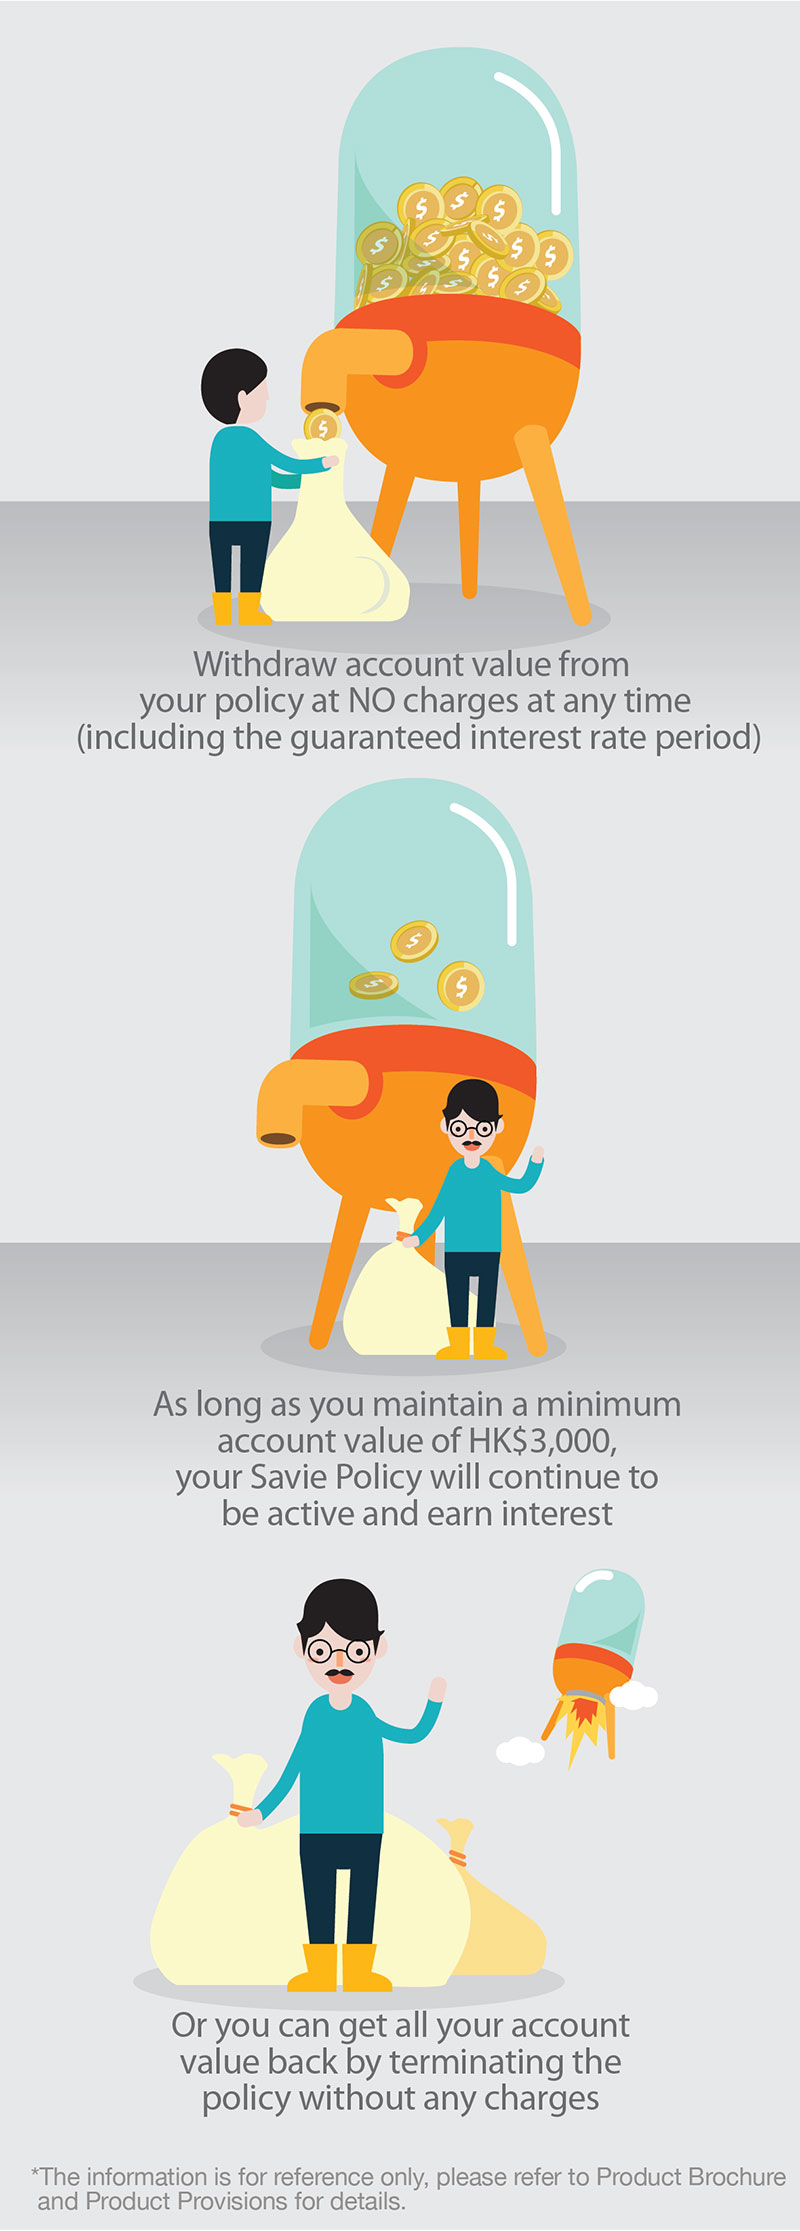 Withdraw account value from
your policy at NO charges at any time
(including the guaranteed interest rate period)
As long as you maintain a minimum
account value of HK$3,000,
your Savie Policy will continue to
be active and earn interest
Or you can get all your account
value back by terminating the
policy without any charges
*The information is for reference only, please refer to Product Brochure
and Product Provisions for details.